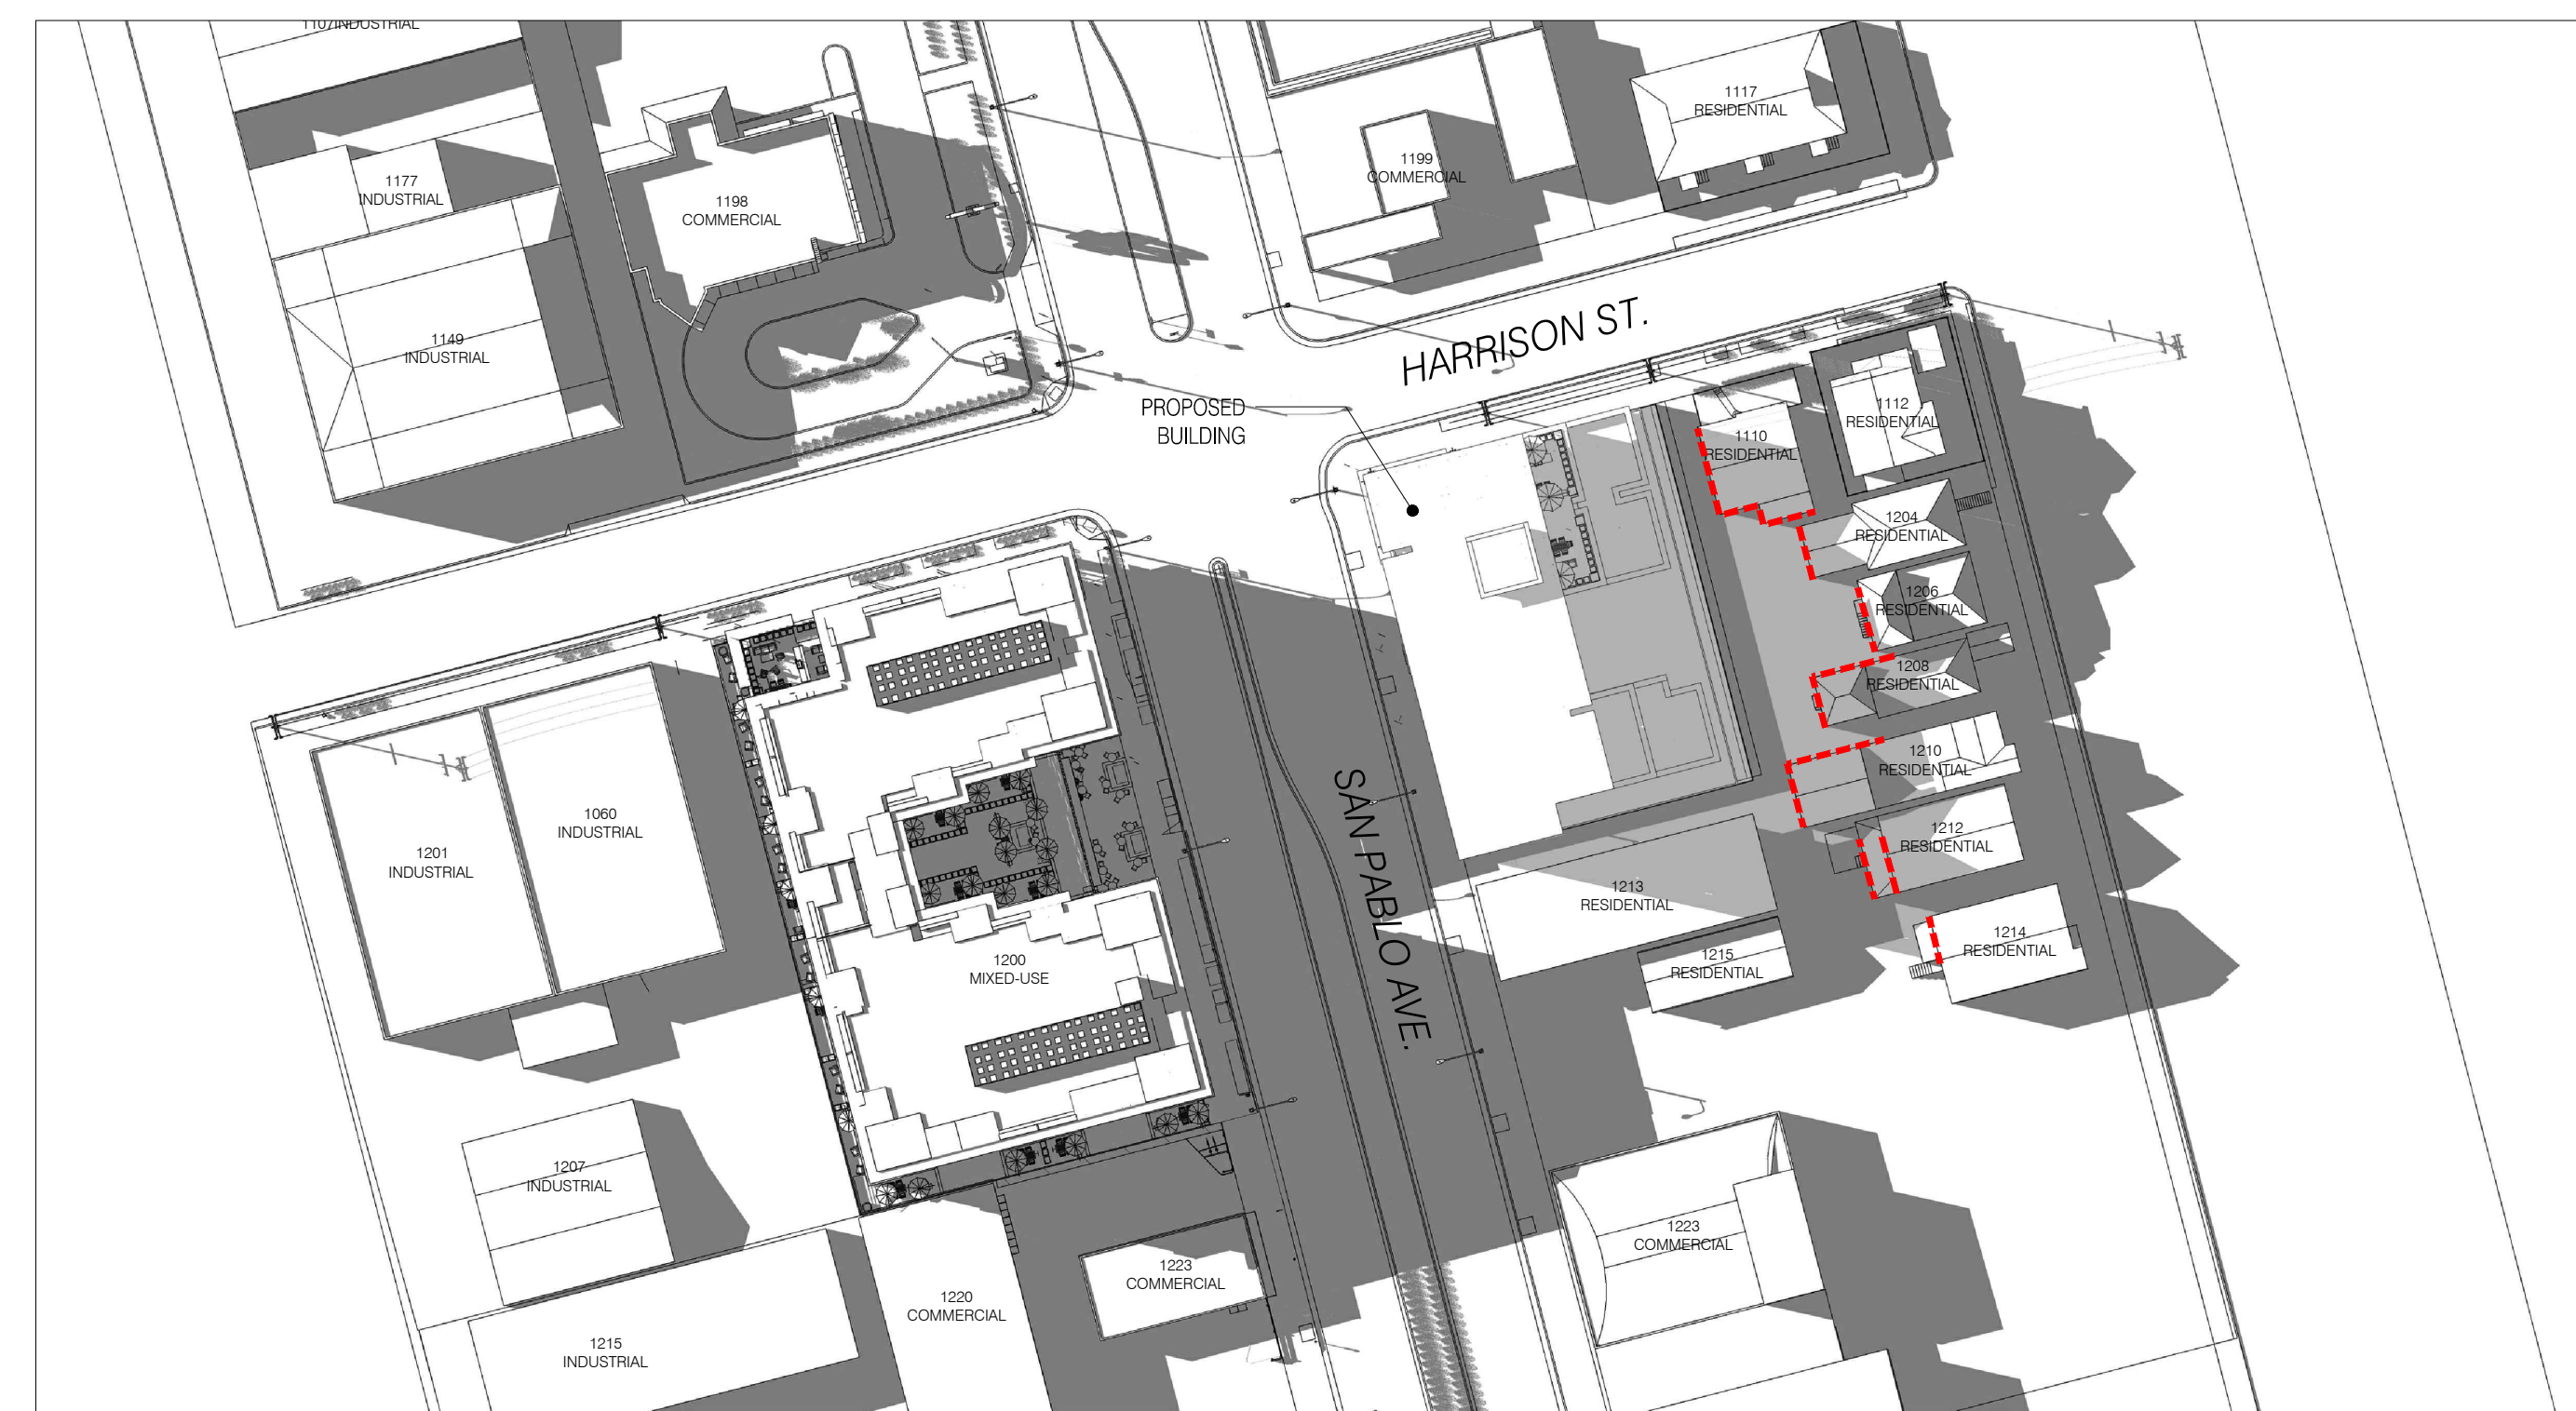 1107INDUSTRIAL
1177
INDUSTRIAL
1198
COMMERCIAL
1149
INDUSTRIAL
1199
COMMERCIAL
1117
RESIDENTIAL
HARRISON ST.
PROPOSED
BUILDING
1110
RESIDENTIAL
1112
RESIDENTIAL
1204
RESIDENTIAL
1206
RESIDENTIAL
1208
RESIDENTIAL
1210
RESIDENTIAL
1212
RESIDENTIAL
1214
RESIDENTIAL
1213
RESIDENTIAL
1215
RESIDENTIAL
SAN PABLO AVE.
1060
INDUSTRIAL
1201
INDUSTRIAL
1200
MIXED-USE
1207
INDUSTRIAL
1215
INDUSTRIAL
1220
COMMERCIAL
1223
COMMERCIAL
1223
COMMERCIAL